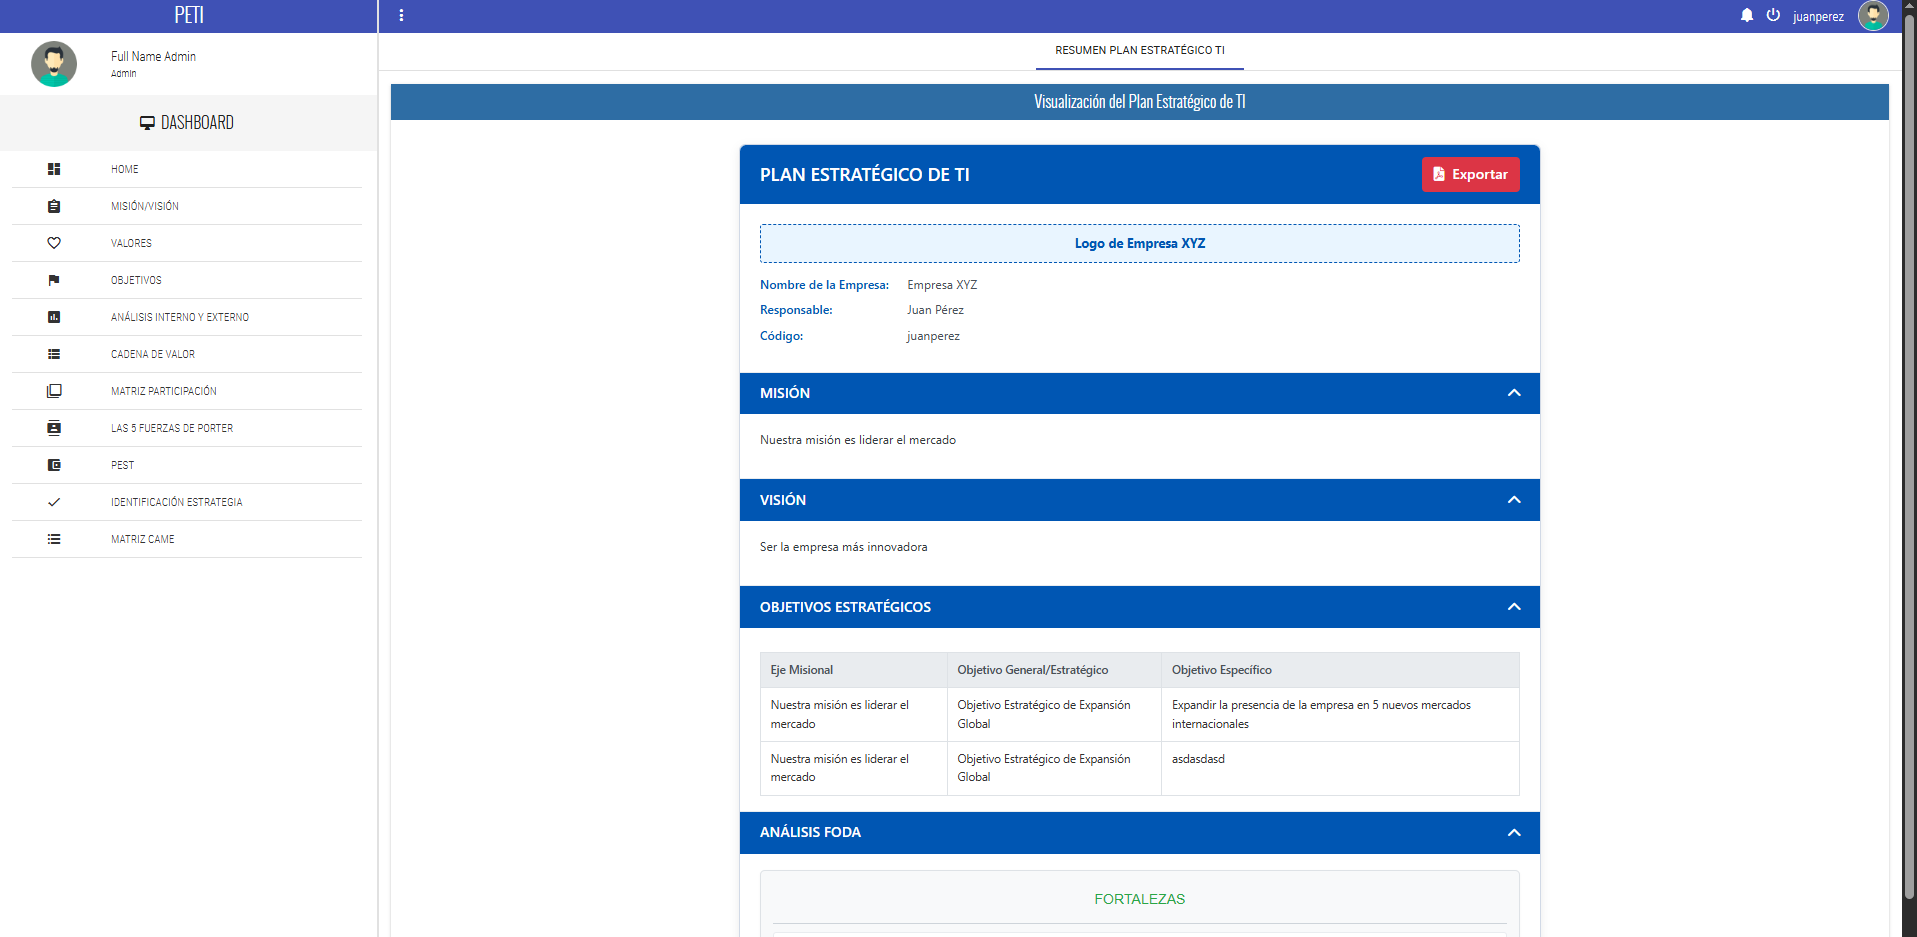 PETI
juanperez
Full Name Admin
Admin
DASHBOARD
HOME
MISIÓN/VISIÓN
VALORES
OBJETIVOS
ANÁLISIS INTERNO Y EXTERNO
CADENA DE VALOR
MATRIZ PARTICIPACIÓN
LAS 5 FUERZAS DE PORTER
PEST
IDENTIFICACIÓN ESTRATEGIA
MATRIZ CAME
RESUMEN PLAN ESTRATÉGICO TI
Visualización del Plan Estratégico de TI
PLAN ESTRATÉGICO DE TI
Exportar
Logo de Empresa XYZ
Nombre de la Empresa: Empresa XYZ
Responsable: Juan Pérez
Código: juanperez
MISIÓN
Nuestra misión es liderar el mercado
VISIÓN
Ser la empresa más innovadora
OBJETIVOS ESTRATÉGICOS
Eje Misional Objetivo General/Estratégico Objetivo Específico
Nuestra misión es liderar el Objetivo Estratégico de Expansión Expandir la presencia de la empresa en 5 nuevos mercados
mercado Global internacionales
Nuestra misión es liderar el Objetivo Estratégico de Expansión asdasdasd
mercado Global
ANÁLISIS FODA
FORTALEZAS